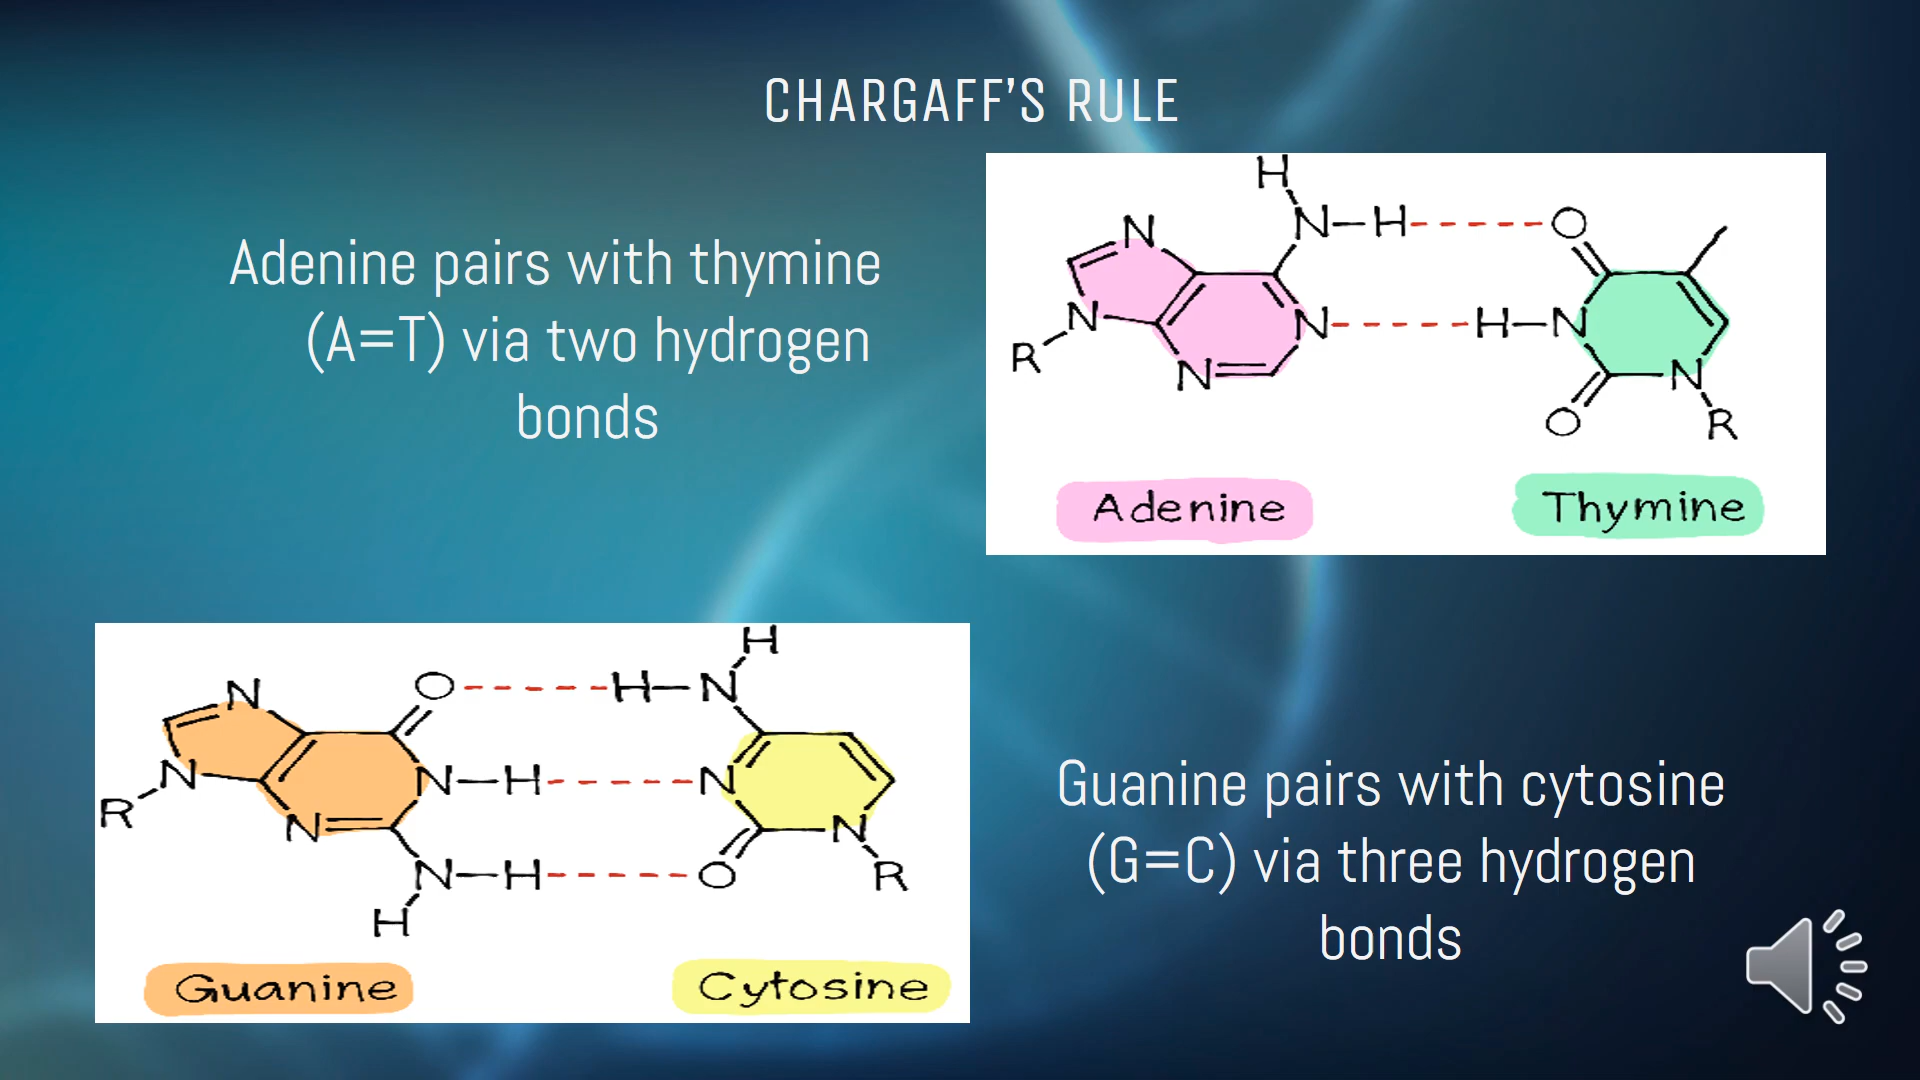 CHARGAFF'S RULE
Adenine pairs with thymine
(A=T) via two hydrogen
bonds
H
N
N-H
O
N
N
H-N
R
N
N
O
R
Adenine
Thymine
H
N
O
H-N
N
N-H
N
R
N
N
N-H
O
R
H
Guanine
Cytosine
Guanine pairs with cytosine
(G=C) via three hydrogen
bonds